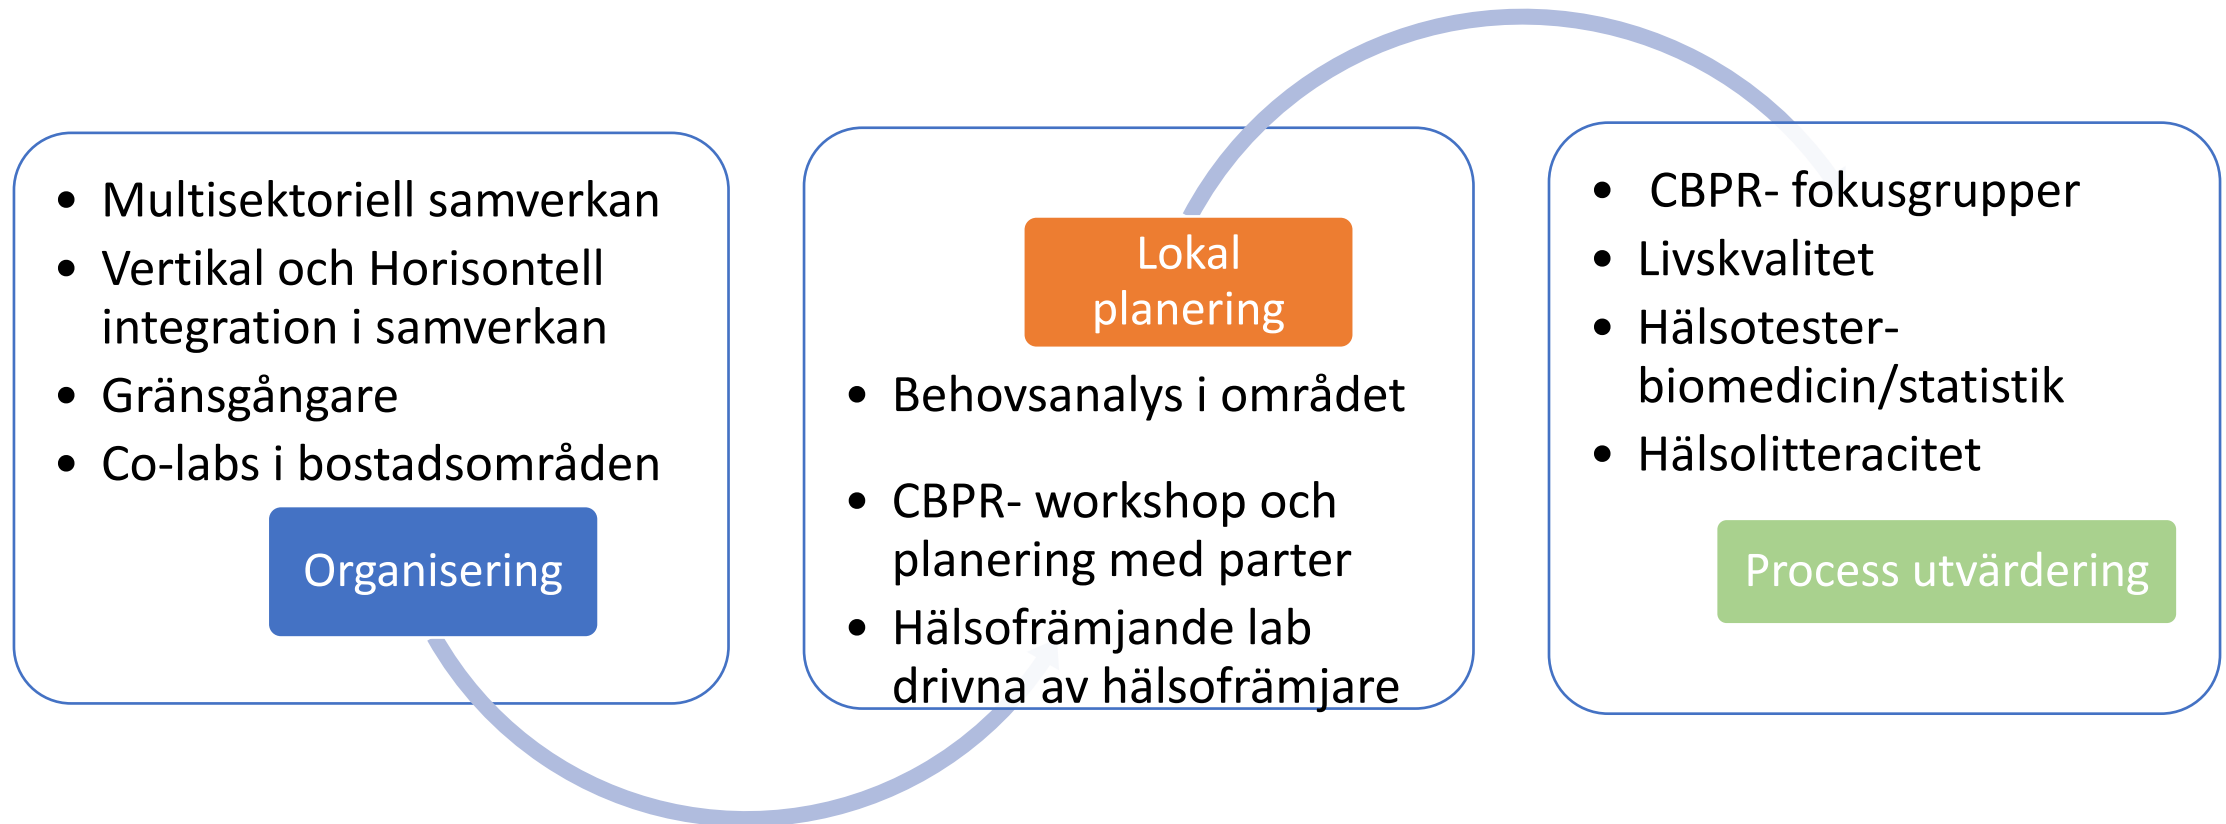 • Multisektoriell samverkan
• Vertikal och Horisontell
integration i samverkan
• Gränsgångare
• Co-labs i bostadsområden
Organisering
Lokal
planering
• Behovsanalys i området
• CBPR- workshop och
planering med parter
• Hälsofrämjande lab
drivna av hälsofrämjare
• CBPR- fokusgrupper
• Livskvalitet
• Hälsotester-
biomedicin/statistik
• Hälsolitteracitet
Process utvärdering